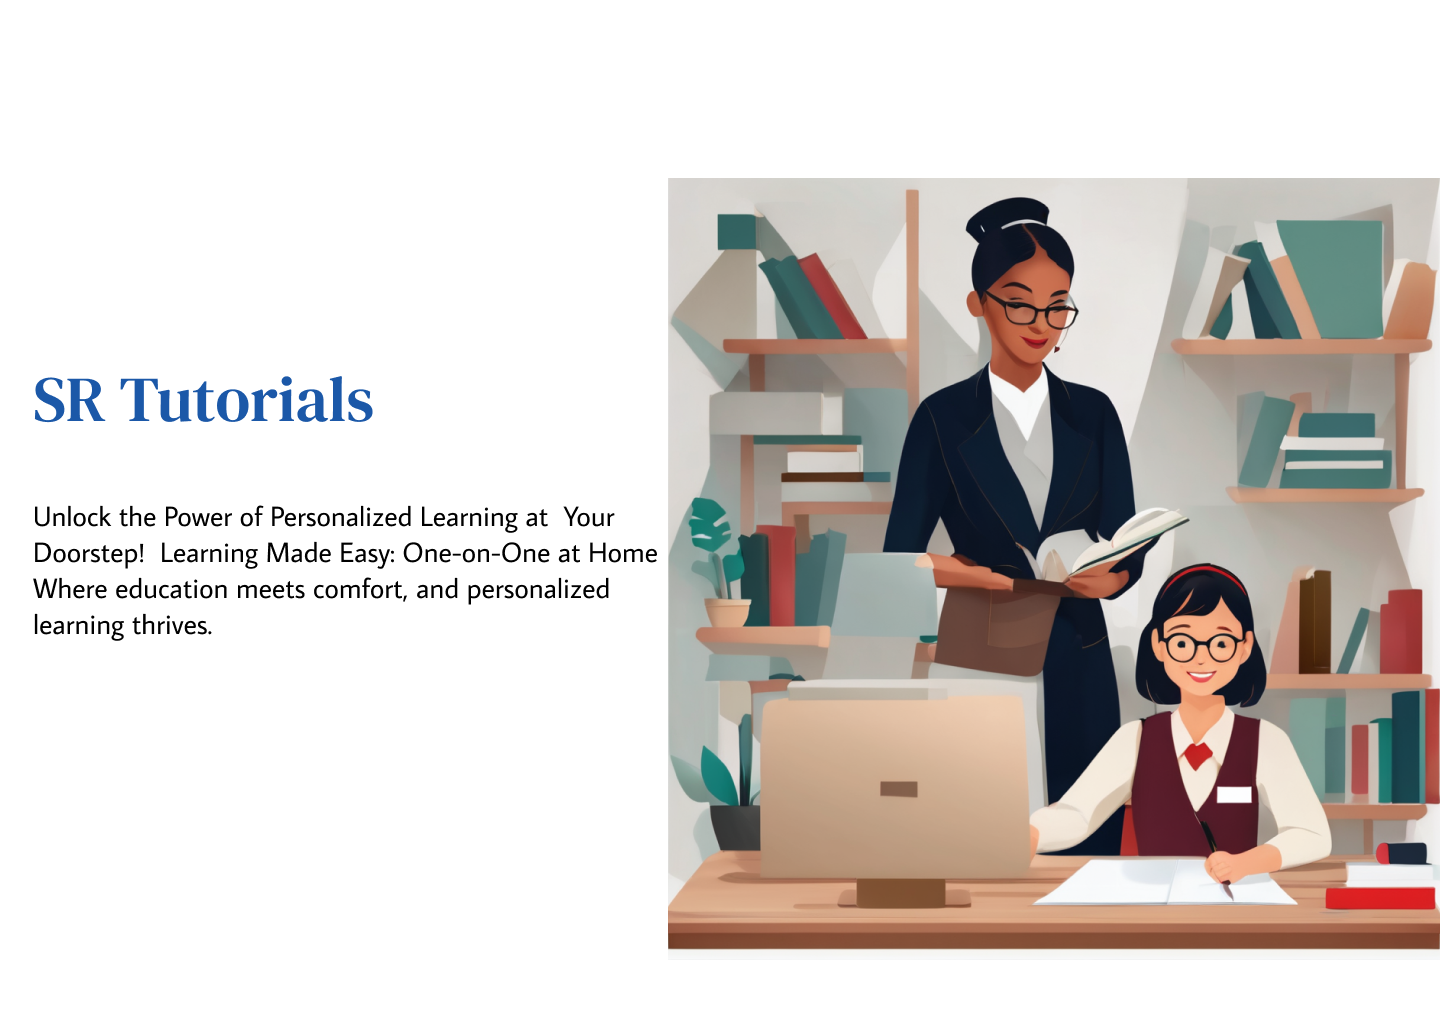 SR Tutorials
Unlock the Power of Personalized Learning at  Your
Doorstep!  Learning Made Easy: One-on-One at Home
Where education meets comfort, and personalized
learning thrives.